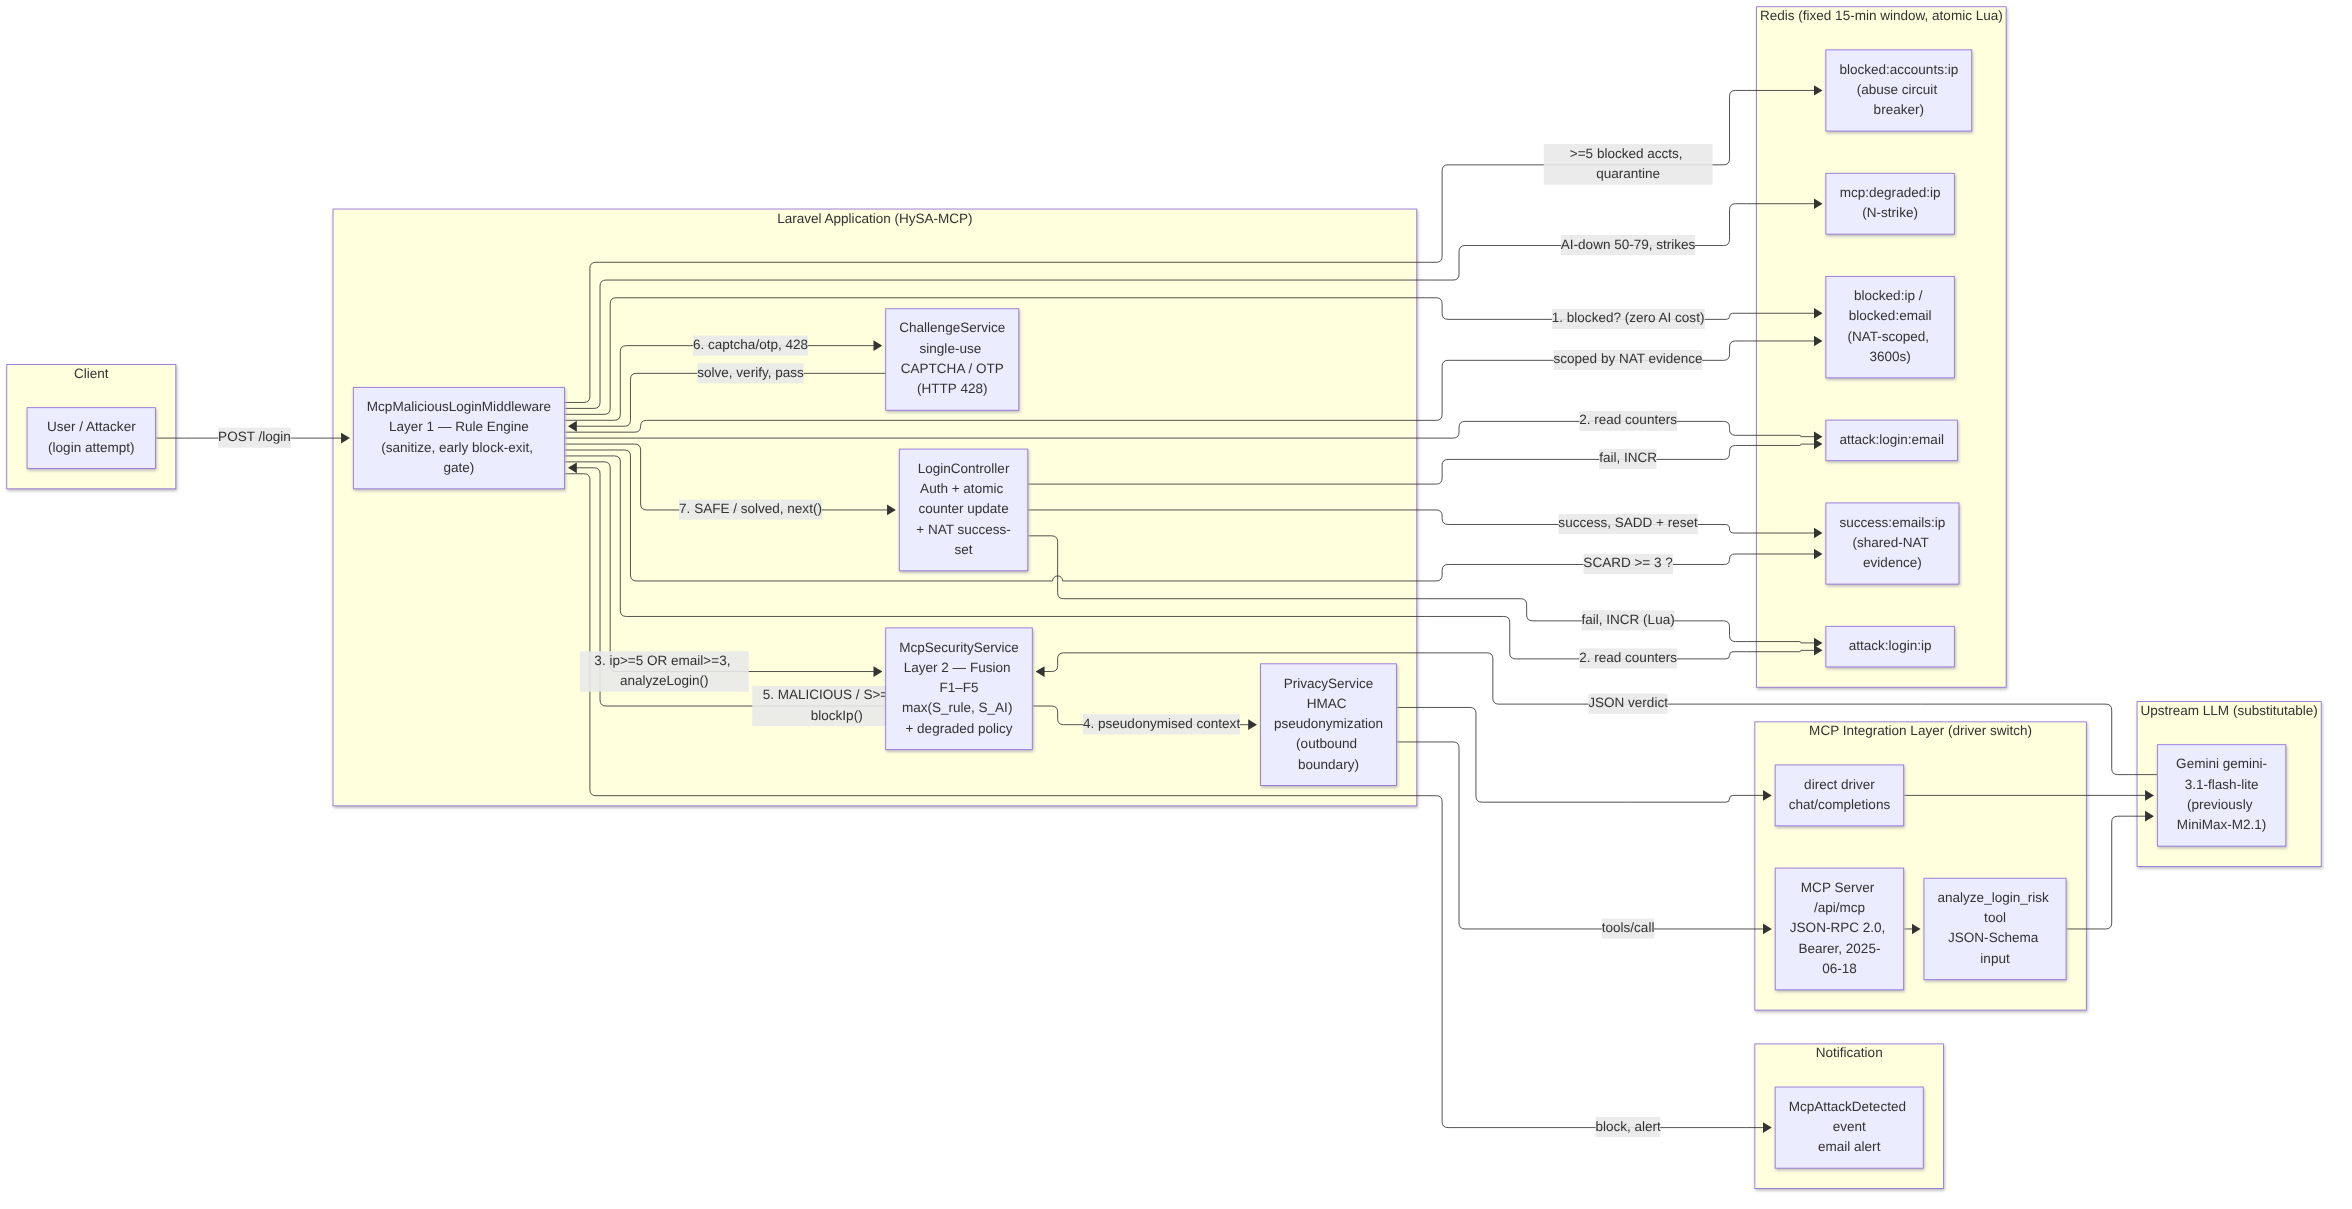 Client
User / Attacker
(login attempt)
POST /login
Laravel Application (HySA-MCP)
McpMaliciousLoginMiddleware
Layer 1 — Rule Engine
(sanitize, early block-exit,
gate)
6. captcha/otp, 428
solve, verify, pass
ChallengeService
single-use
CAPTCHA / OTP
(HTTP 428)
7. SAFE / solved, next()
LoginController
Auth + atomic
counter update
+ NAT success-
set
3. ip>=5 OR email>=3,
analyzeLogin()
5. MALICIOUS / S>=
blockIp()
McpSecurityService
Layer 2 — Fusion
F1–F5
max(S_rule, S_AI)
+ degraded policy
4. pseudonymised context
PrivacyService
HMAC
pseudonymization
(outbound
boundary)
>=5 blocked accts,
quarantine
AI-down 50-79, strikes
1. blocked? (zero AI cost)
scoped by NAT evidence
2. read counters
fail, INCR
success, SADD + reset
SCARD >= 3 ?
fail, INCR (Lua)
2. read counters
JSON verdict
tools/call
block, alert
Redis (fixed 15-min window, atomic Lua)
blocked:accounts:ip
(abuse circuit
breaker)
mcp:degraded:ip
(N-strike)
blocked:ip /
blocked:email
(NAT-scoped,
3600s)
attack:login:email
success:emails:ip
(shared-NAT
evidence)
attack:login:ip
MCP Integration Layer (driver switch)
direct driver
chat/completions
MCP Server
/api/mcp
JSON-RPC 2.0,
Bearer, 2025-
06-18
analyze_login_risk
tool
JSON-Schema
input
Upstream LLM (substitutable)
Gemini gemini-
3.1-flash-lite
(previously
MiniMax-M2.1)
Notification
McpAttackDetected
event
email alert